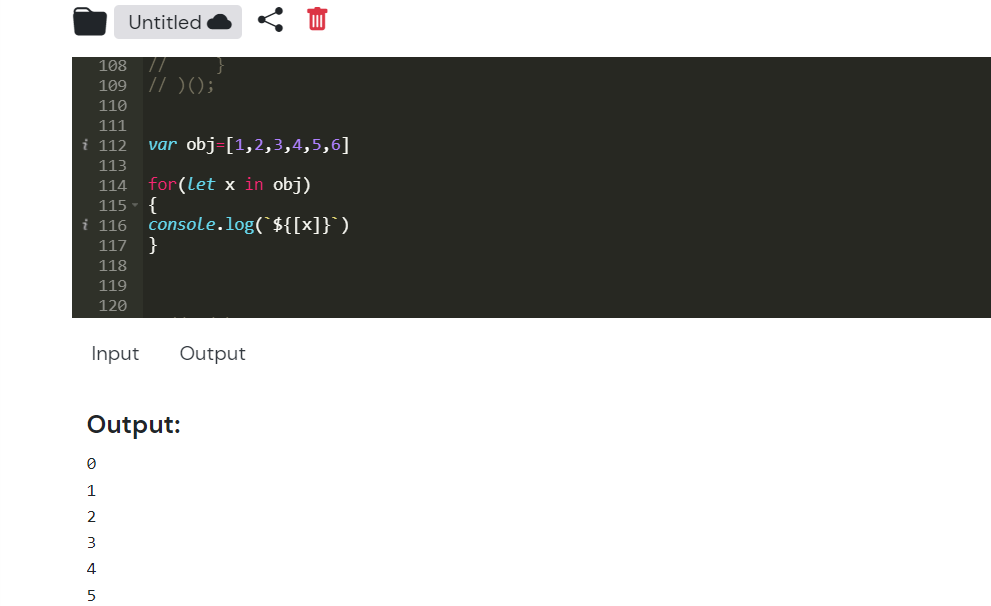 Untitled
108 //     }
109 // )();
110
111
i 112 var obj=[1,2,3,4,5,6]
113
114 for(let x in obj)
115 {
i 116 console.log(`${[x]}`)
117 }
118
119
120
Input Output
Output:
0
1
2
3
4
5